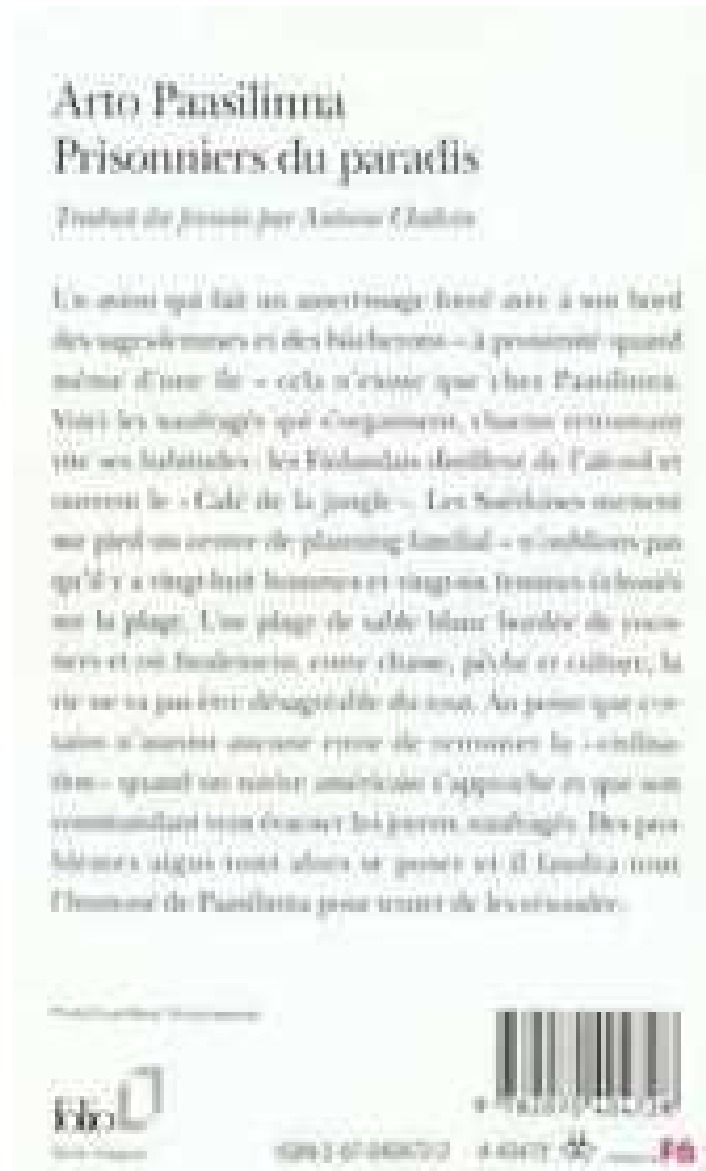 Arto Paasilinna
Prisonniers du paradis
Traduit du finnois par Antoine Chalvin
Un avion qui fait un amerrissage forcé avec à son bord
des sages-femmes et des bûcherons – à proximité quand
même d'une île – cela n'existe que chez Paasilinna.
Voici les naufragés qui s'organisent, chacun retrouvant
vite ses habitudes : les Finlandais distillent de l'alcool et
ouvrent le « Café de la jungle ». Les Suédoises mettent
sur pied un centre de planning familial – n'oublions pas
qu'il y a vingt-huit hommes et vingt-six femmes échoués
sur la plage. Une plage de sable blanc bordée de coco-
tiers et où finalement, entre chasse, pêche et culture, la
vie ne va pas être désagréable du tout. Au point que cer-
tains n'auront aucune envie de retrouver la « civilisa-
tion » quand un navire américain s'approche et que son
commandant veut évacuer les pauvres naufragés. Des pro-
blèmes aigus vont alors se poser et il faudra tout
l'humour de Paasilinna pour tenter de les résoudre.
folio